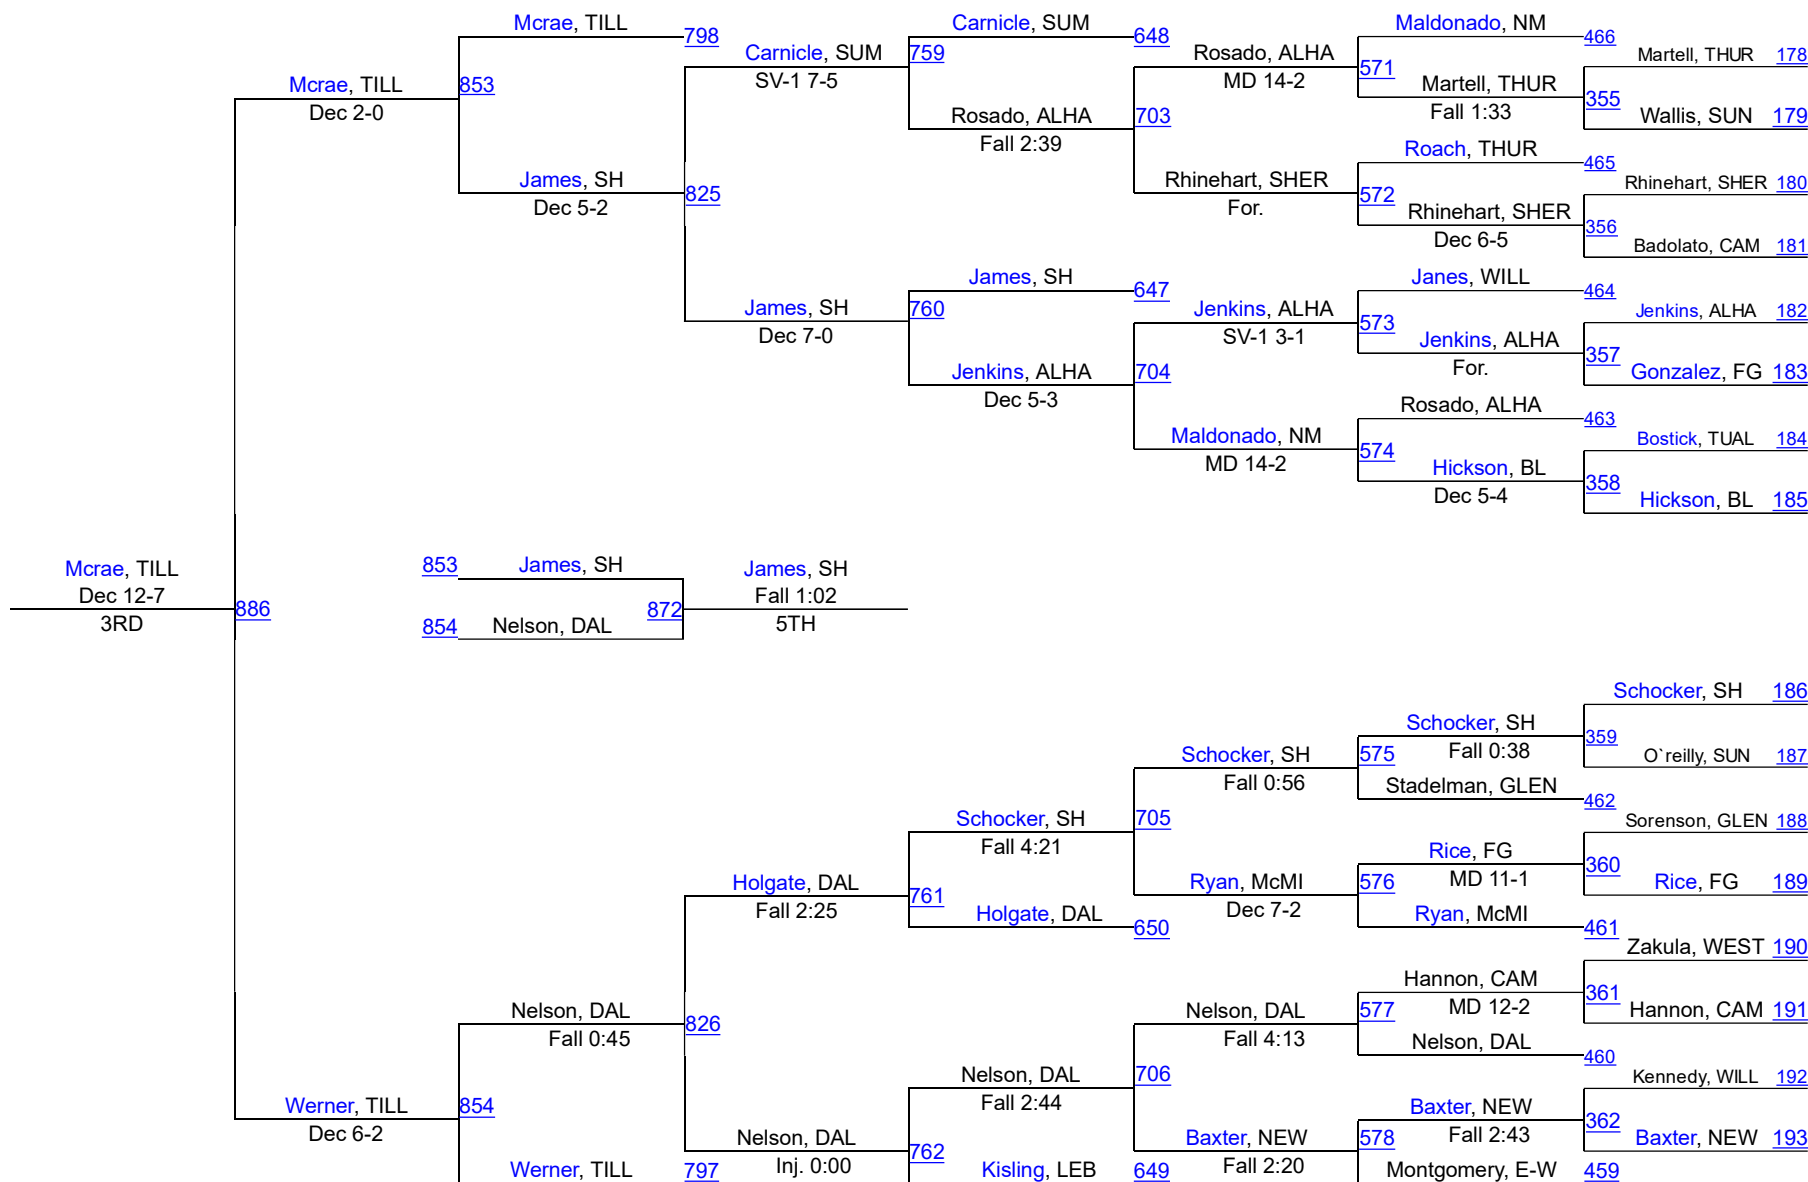 Mcrae, TILL 798
Carnicle, SUM 648
Maldonado, NM 466
Carnicle, SUM 759
Rosado, ALHA
Martell, THUR 178
SV-1 7-5
MD 14-2
571
Mcrae, TILL 853
Martell, THUR 355
Dec 2-0
Fall 1:33
Rosado, ALHA 703
Wallis, SUN 179
Fall 2:39
Roach, THUR 465
James, SH 825
Rhinehart, SHER 572
Rhinehart, SHER 180
Dec 5-2
For.
Rhinehart, SHER 356
Dec 6-5
Badolato, CAM 181
James, SH 647
Janes, WILL 464
James, SH 760
Jenkins, ALHA 573
Jenkins, ALHA 182
Dec 7-0
SV-1 3-1
Jenkins, ALHA 357
For.
Jenkins, ALHA 704
Gonzalez, FG 183
Dec 5-3
Rosado, ALHA 463
Maldonado, NM 574
Bostick, TUAL 184
MD 14-2
Hickson, BL 358
Dec 5-4
Hickson, BL 185
853 James, SH
James, SH
Mcrae, TILL
Fall 1:02
Dec 12-7
886
872
5TH
3RD
854 Nelson, DAL
Schocker, SH 186
Schocker, SH 359
Fall 0:38
Schocker, SH 575
O`reilly, SUN 187
Fall 0:56
Stadelman, GLEN 462
Schocker, SH 705
Sorenson, GLEN 188
Fall 4:21
Rice, FG 360
MD 11-1
Holgate, DAL 761
Ryan, McMI 576
Rice, FG 189
Fall 2:25
Dec 7-2
Holgate, DAL 650
Ryan, McMI 461
Zakula, WEST 190
Hannon, CAM 361
MD 12-2
Nelson, DAL 826
Nelson, DAL 577
Hannon, CAM 191
Fall 0:45
Fall 4:13
Nelson, DAL 460
Nelson, DAL 706
Kennedy, WILL 192
Fall 2:44
Werner, TILL 854
Baxter, NEW 362
Dec 6-2
Fall 2:43
Nelson, DAL 762
Baxter, NEW 578
Baxter, NEW 193
Inj. 0:00
Fall 2:20
Werner, TILL 797
Kisling, LEB 649
Montgomery, E-W 459